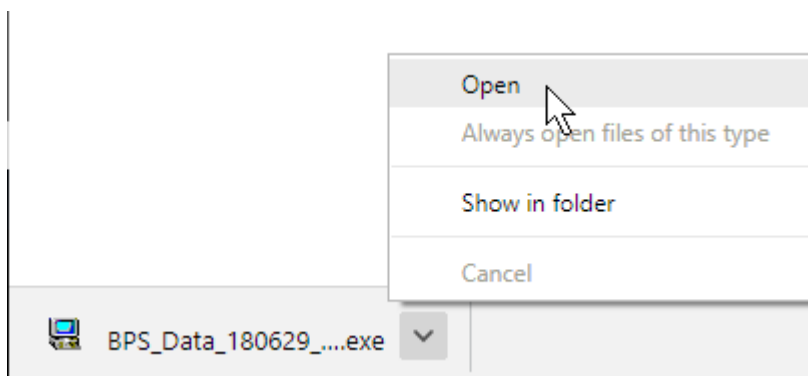 Open
Always open files of this type
Show in folder
Cancel
BPS_Data_180629_....exe